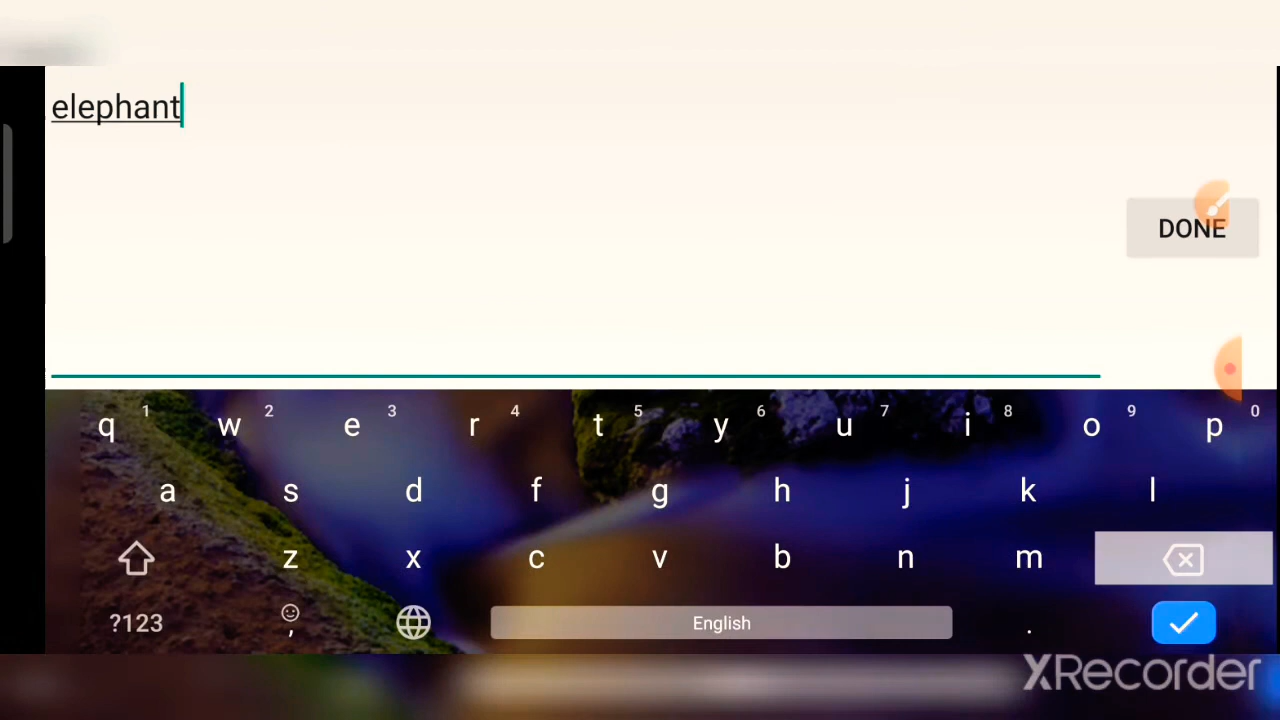 elephant
DONE
q 1 w 2 e 3 r 4 t 5 y 6 u 7 i 8 o 9 p 0
a s d f g h j k l
z x c v b n m
?123 , English .
XRecorder